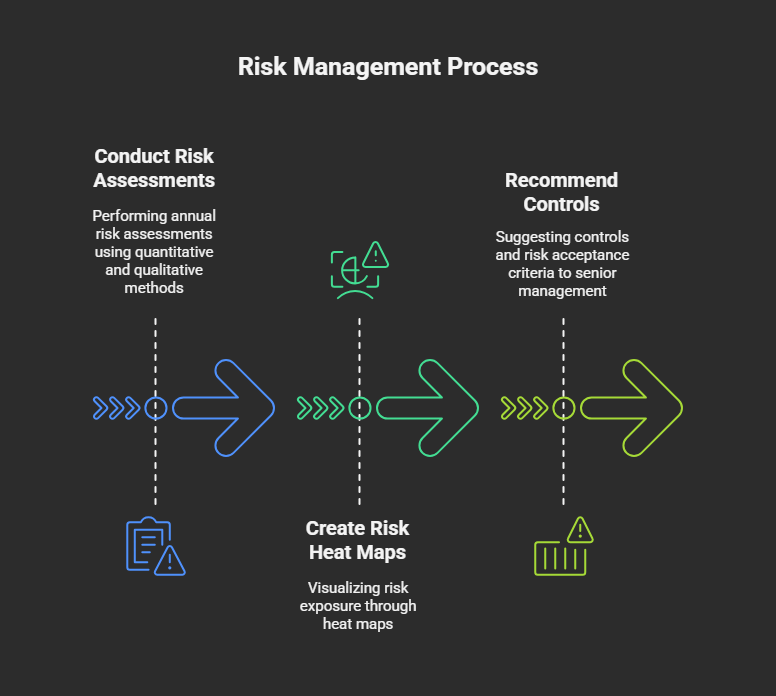 Risk Management Process
Conduct Risk
Assessments
Performing annual
risk assessments
using quantitative
and qualitative
methods
Create Risk
Heat Maps
Visualizing risk
exposure through
heat maps
Recommend
Controls
Suggesting controls
and risk acceptance
criteria to senior
management